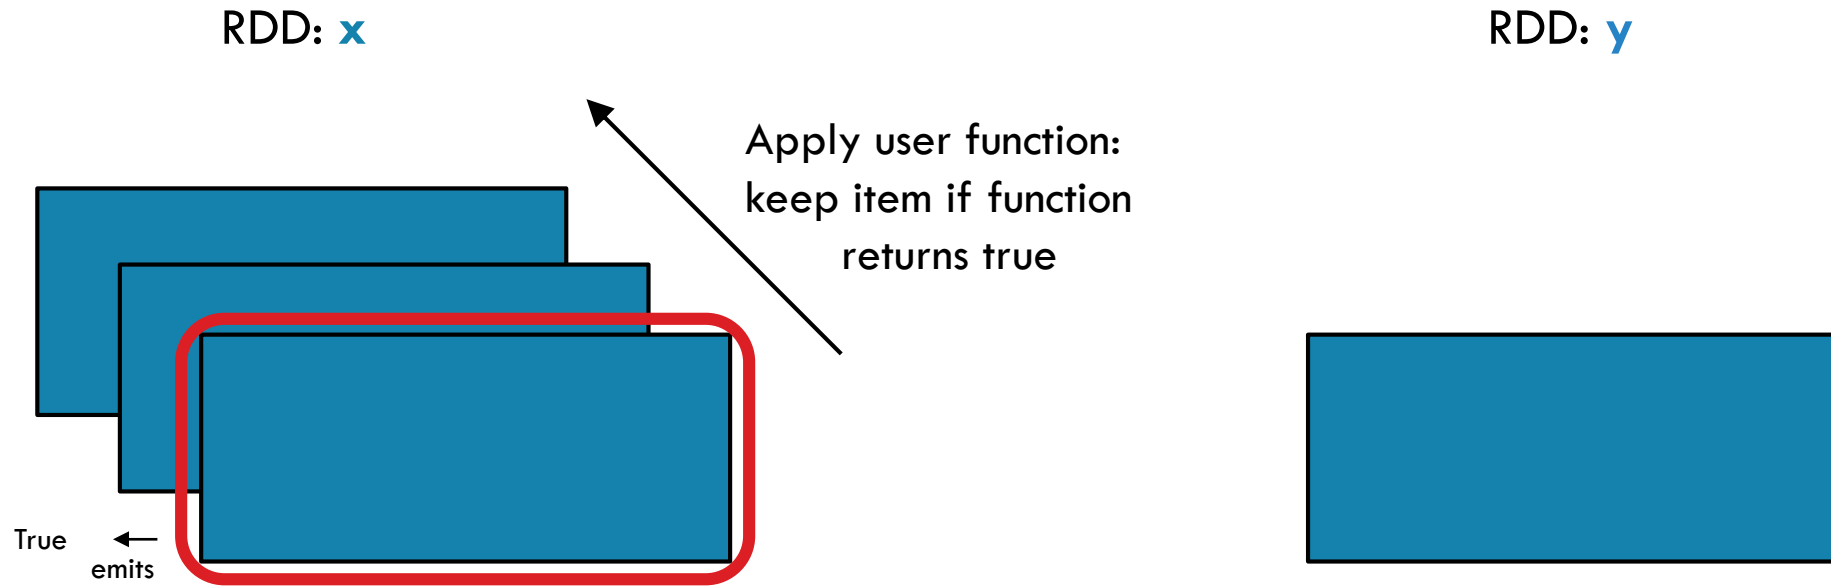 RDD: x
RDD: y
Apply user function:
keep item if function
returns true
True
emits